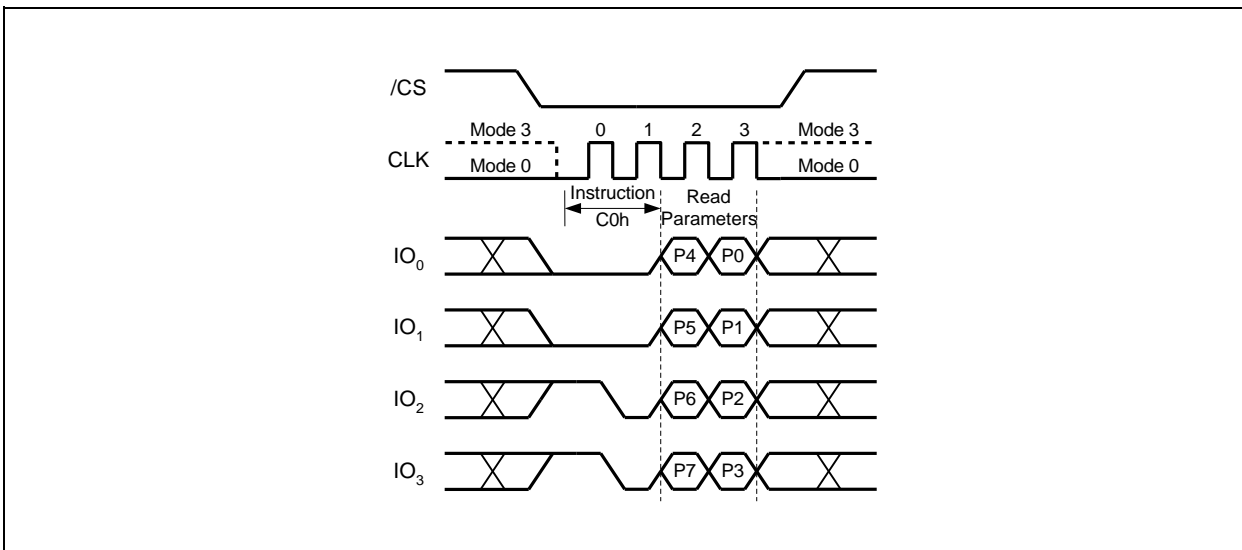 /CS
Mode 3 0 1 2 3 Mode 3
CLK
Mode 0 Mode 0
Instruction Read
C0h Parameters
IO0 P4 P0
IO1 P5 P1
IO2 P6 P2
IO3 P7 P3